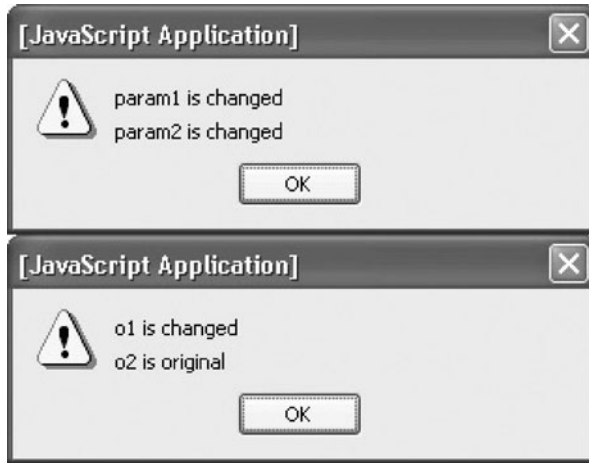 [JavaScript Application]
param1 is changed
param2 is changed
OK
[JavaScript Application]
o1 is changed
o2 is original
OK